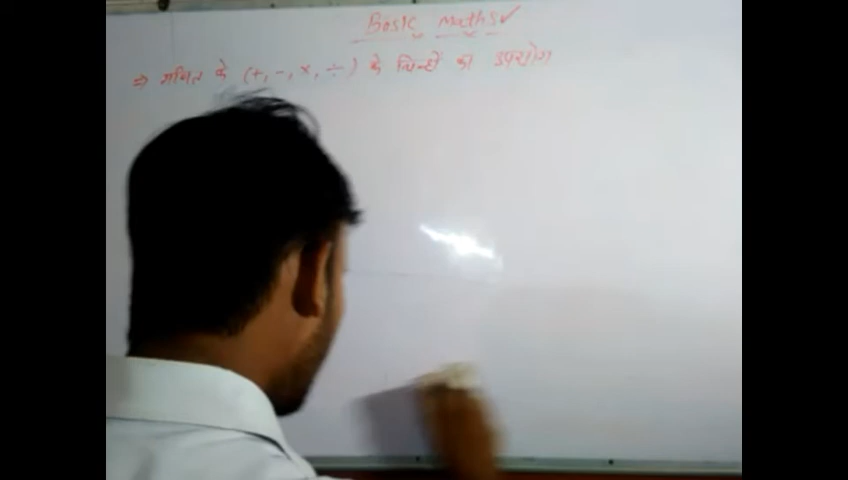 Basic Maths ✓
⇒ गणित के (+, -, ×, ÷) के चिन्हों का उपयोग